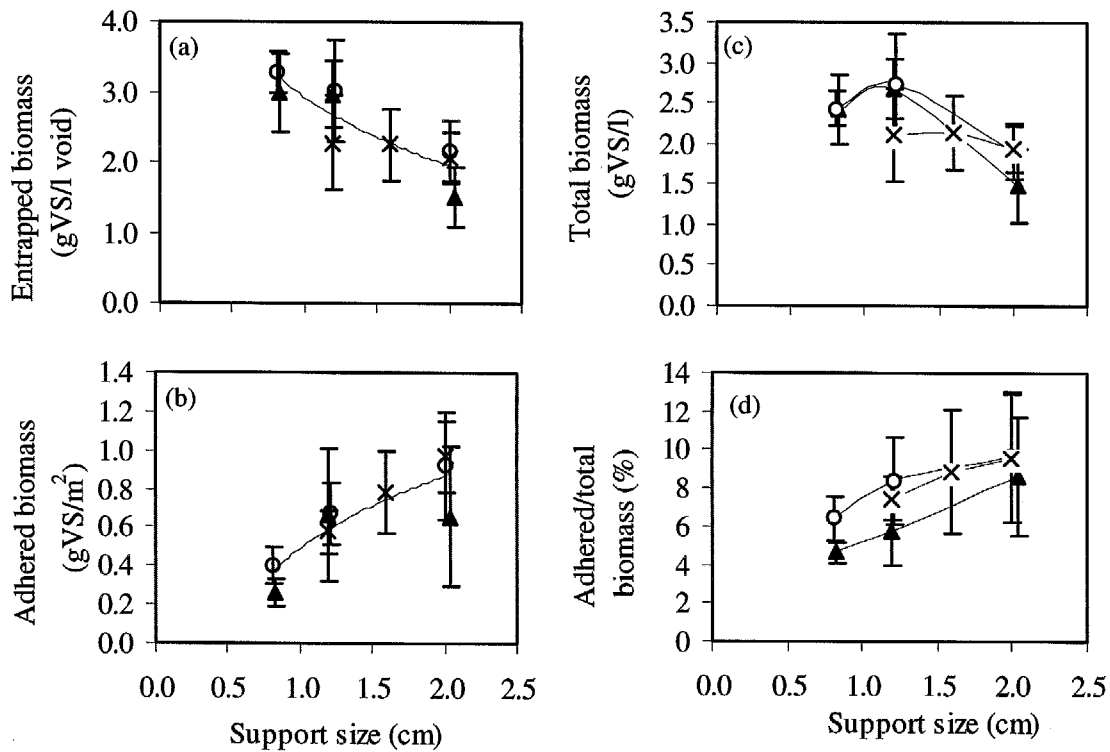 (a)
Entrapped biomass
(gVS/l void)
4.0
3.0
2.0
1.0
0.0
(c)
Total biomass
(gVS/l)
3.5
3.0
2.5
2.0
1.5
1.0
0.5
0.0
(b)
Adhered biomass
(gVS/m²)
1.4
1.2
1.0
0.8
0.6
0.4
0.2
0.0
0.0 0.5 1.0 1.5 2.0 2.5
Support size (cm)
(d)
Adhered/total
biomass (%)
14
12
10
8
6
4
2
0
0.0 0.5 1.0 1.5 2.0 2.5
Support size (cm)